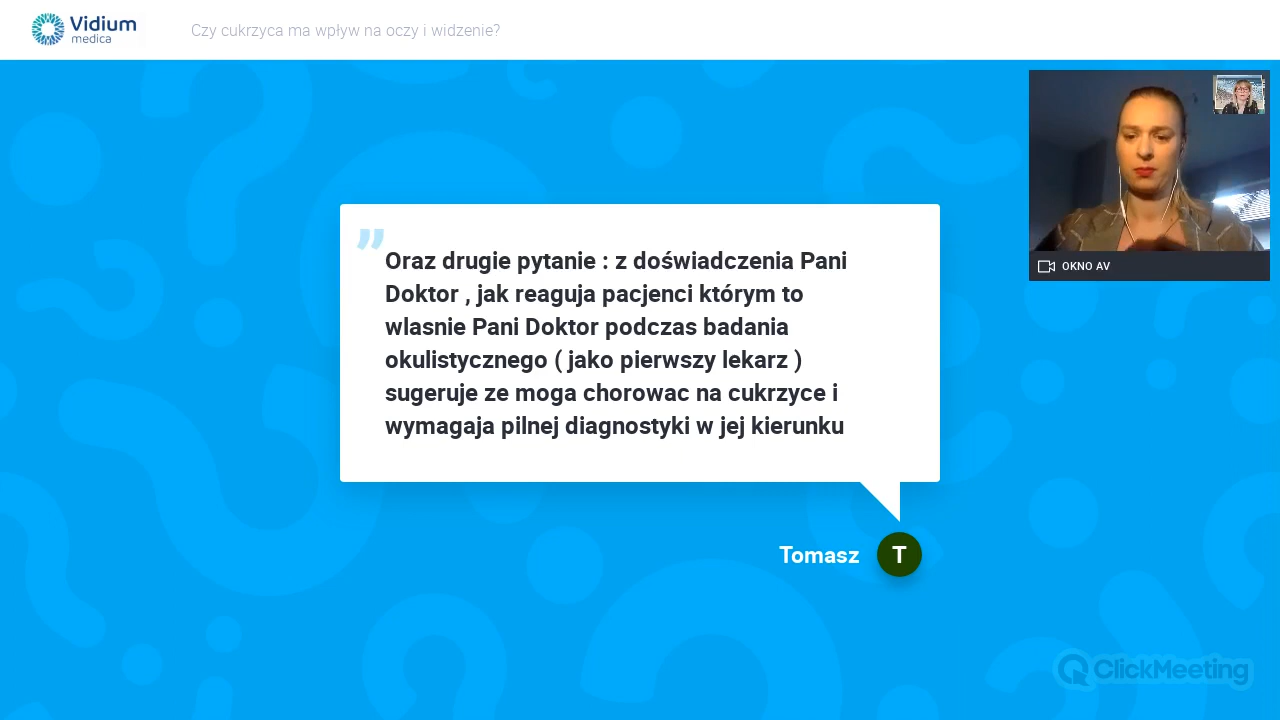 Vidium
medica
Czy cukrzyca ma wpływ na oczy i widzenie?
OKNO AV
”
Oraz drugie pytanie : z doświadczenia Pani
Doktor , jak reaguja pacjenci którym to
wlasnie Pani Doktor podczas badania
okulistycznego ( jako pierwszy lekarz )
sugeruje ze moga chorowac na cukrzyce i
wymagaja pilnej diagnostyki w jej kierunku
Tomasz T
ClickMeeting